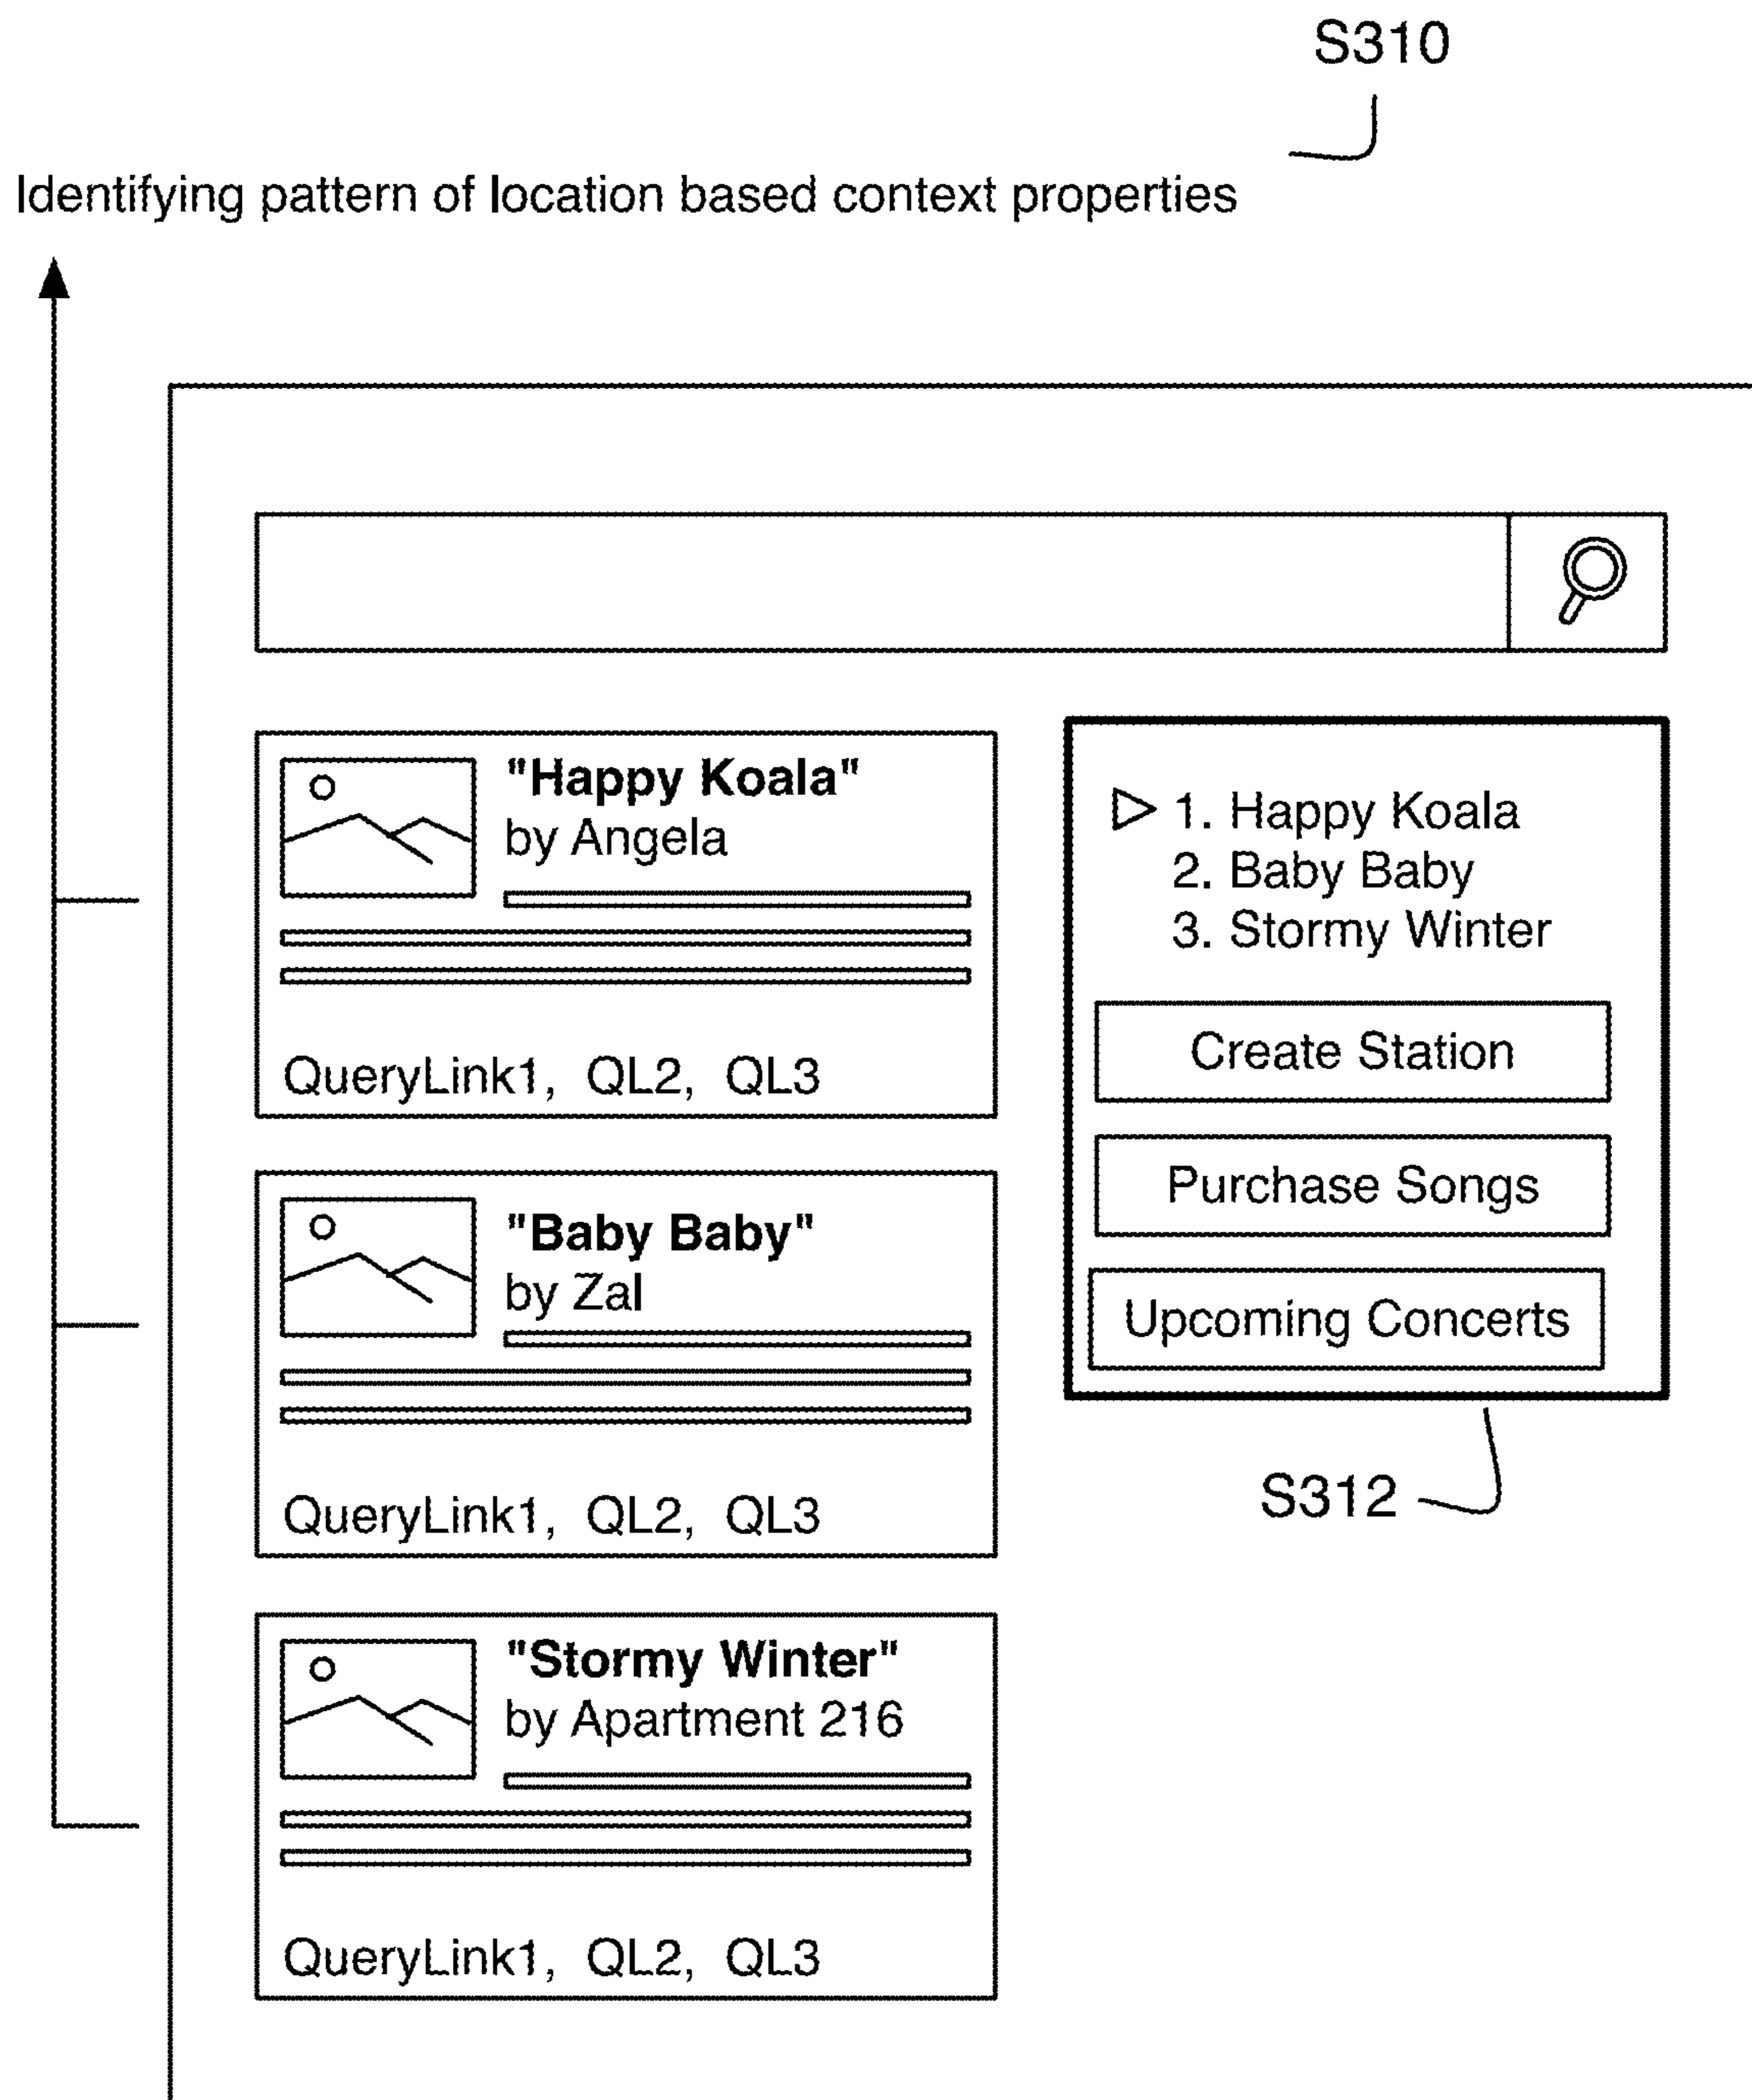 S310
Identifying pattern of location based context properties
"Happy Koala"
by Angela
QueryLink1, QL2, QL3
"Baby Baby"
by Zal
QueryLink1, QL2, QL3
"Stormy Winter"
by Apartment 216
QueryLink1, QL2, QL3
1. Happy Koala
2. Baby Baby
3. Stormy Winter
Create Station
Purchase Songs
Upcoming Concerts
S312